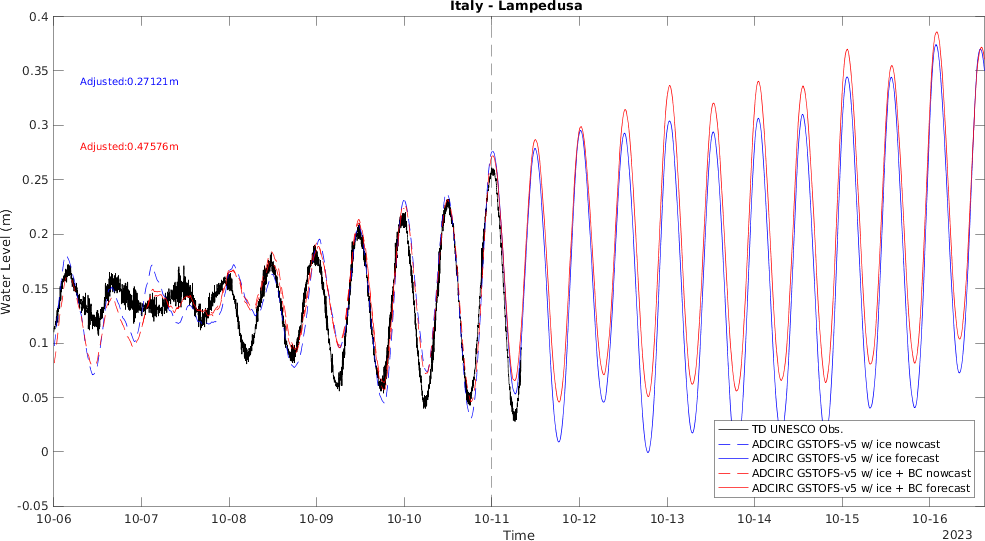 Italy - Lampedusa
0.4
0.35
0.3
0.25
0.2
0.15
0.1
0.05
0
-0.05
Water Level (m)
Adjusted:0.27121m
Adjusted:0.47576m
TD UNESCO Obs.
ADCIRC GSTOFS-v5 w/ ice nowcast
ADCIRC GSTOFS-v5 w/ ice forecast
ADCIRC GSTOFS-v5 w/ ice + BC nowcast
ADCIRC GSTOFS-v5 w/ ice + BC forecast
10-06 10-07 10-08 10-09 10-10 10-11 10-12 10-13 10-14 10-15 10-16
Time
2023